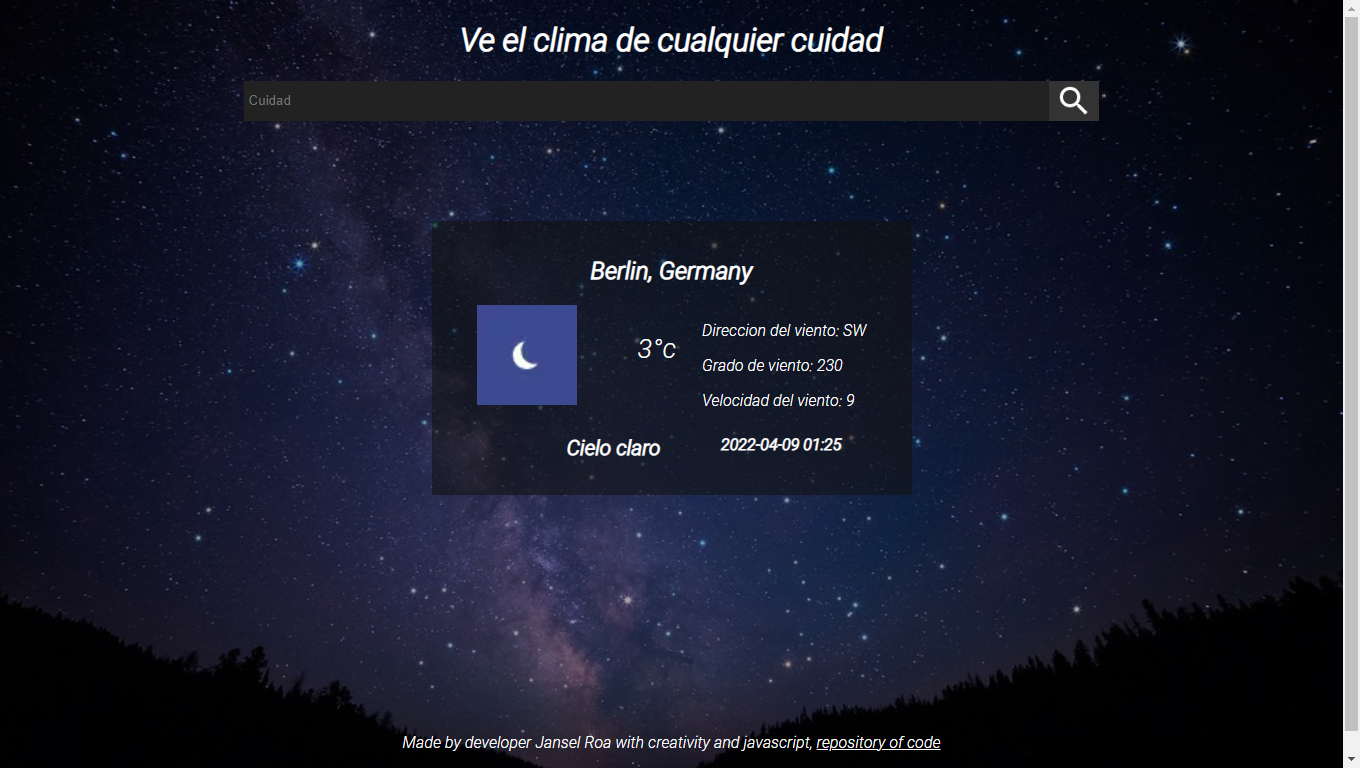 Ve el clima de cualquier cuidad
Cuidad
Berlin, Germany
3°c
Direccion del viento: SW
Grado de viento: 230
Velocidad del viento: 9
Cielo claro
2022-04-09 01:25
Made by developer Jansel Roa with creativity and javascript, repository of code